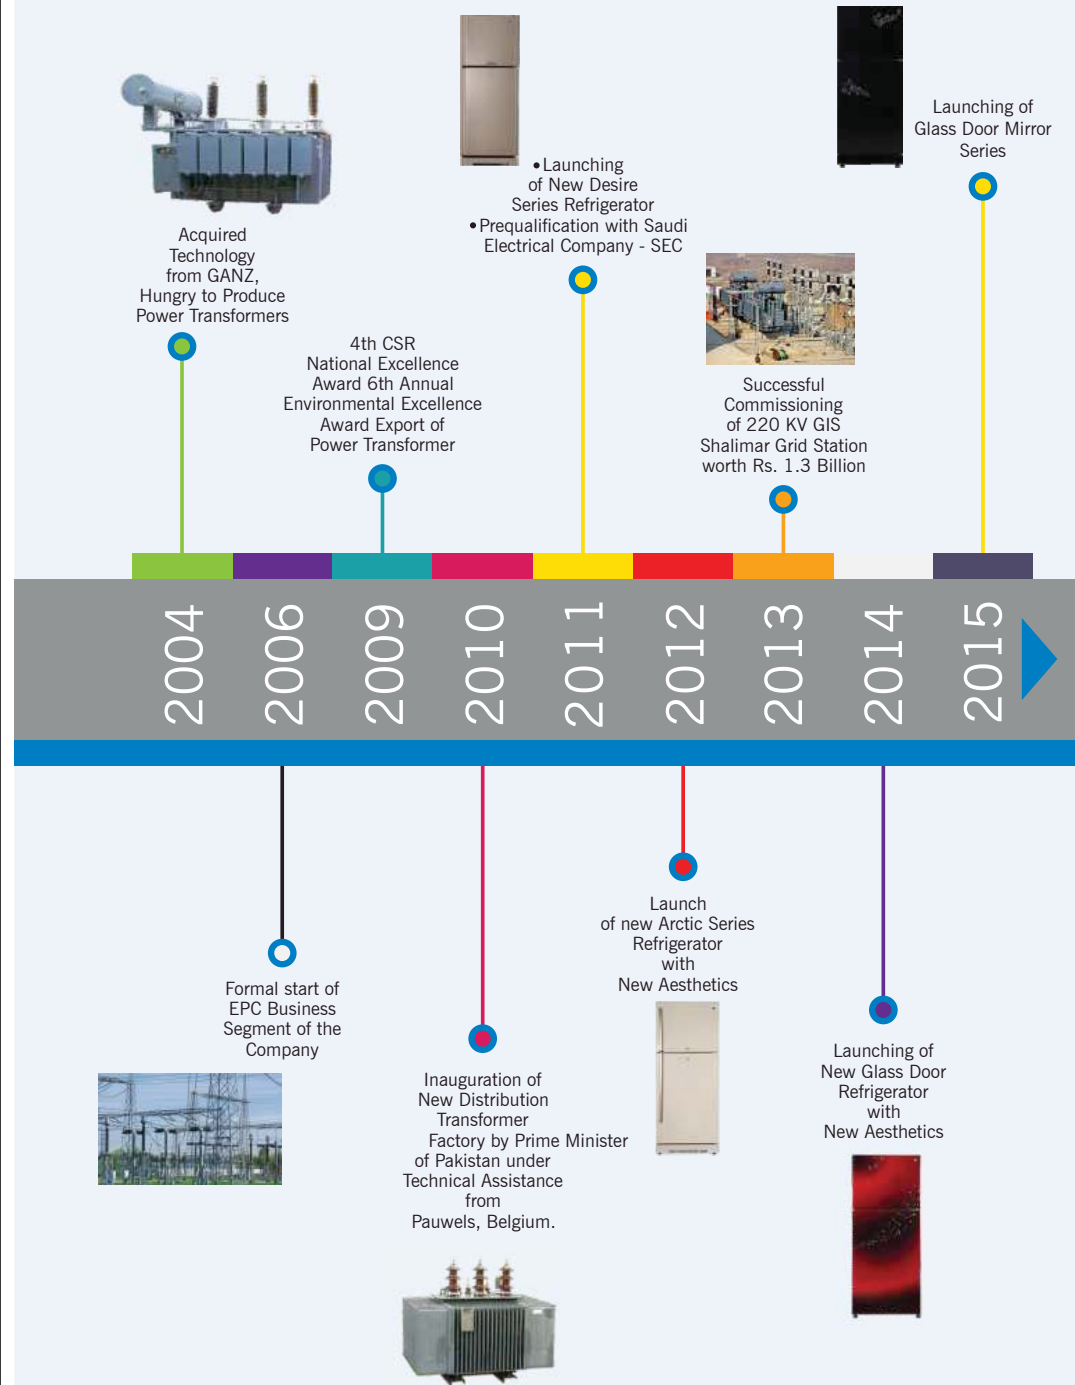 Acquired
Technology
from GANZ,
Hungry to Produce
Power Transformers
4th CSR
National Excellence
Award 6th Annual
Environmental Excellence
Award Export of
Power Transformer
• Launching
of New Desire
Series Refrigerator
• Prequalification with Saudi
Electrical Company - SEC
Successful
Commissioning
of 220 KV GIS
Shalimar Grid Station
worth Rs. 1.3 Billion
Launching of
Glass Door Mirror
Series
2004
2006
2009
2010
2011
2012
2013
2014
2015
Formal start of
EPC Business
Segment of the
Company
Inauguration of
New Distribution
Transformer
Factory by Prime Minister
of Pakistan under
Technical Assistance
from
Pauwels, Belgium.
Launch
of new Arctic Series
Refrigerator
with
New Aesthetics
Launching of
New Glass Door
Refrigerator
with
New Aesthetics